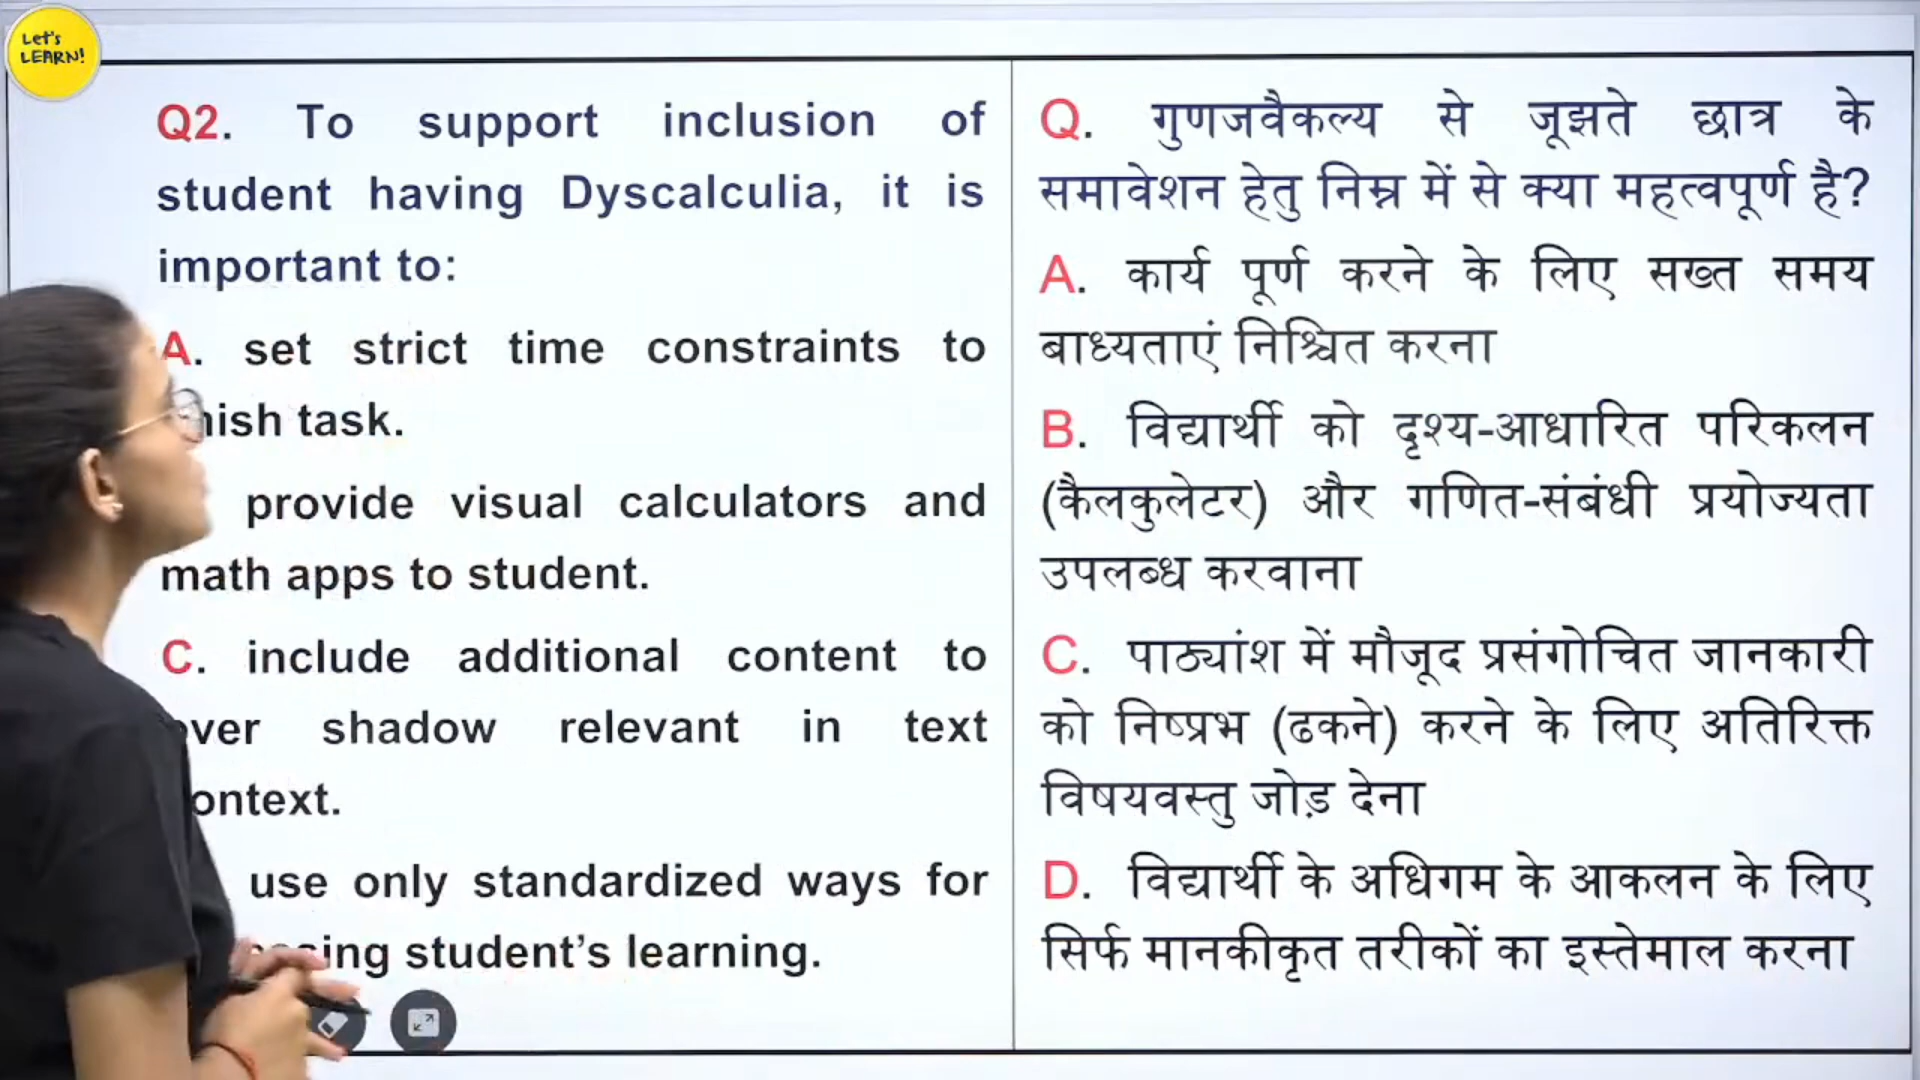 Let's
LEARN!
Q2. To support inclusion of
student having Dyscalculia, it is
important to:
A. set strict time constraints to
task.
provide visual calculators and
math apps to student.
C. include additional content to
shadow relevant in text
use only standardized ways for
student's learning.
Q. गुणजवैकल्य से जूझते छात्र के
समावेशन हेतु निम्न में से क्या महत्वपूर्ण है?
A. कार्य पूर्ण करने के लिए सख्त समय
बाध्यताएं निश्चित करना
B. विद्यार्थी को दृश्य-आधारित परिकलन
(कैलकुलेटर) और गणित-संबंधी प्रयोज्यता
उपलब्ध करवाना
C. पाठ्यांश में मौजूद प्रसंगोचित जानकारी
को निष्प्रभ (ढकने) करने के लिए अतिरिक्त
विषयवस्तु जोड़ देना
D. विद्यार्थी के अधिगम के आकलन के लिए
सिर्फ मानकीकृत तरीकों का इस्तेमाल करना